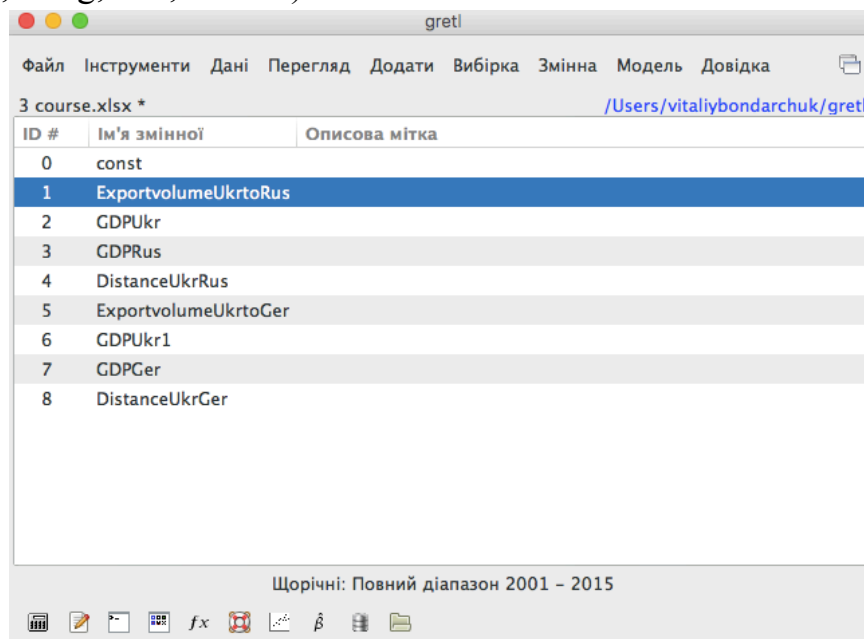 gretl
Файл Інструменти Дані Перегляд Додати Вибірка Змінна Модель Довідка
3 course.xlsx * /Users/vitaliybondarchuk/gretl
ID # Ім'я змінної Описова мітка
0 const
1 ExportvolumeUkrtoRus
2 GDPUkr
3 GDPRus
4 DistanceUkrRus
5 ExportvolumeUkrtoGer
6 GDPUkr1
7 GDPGer
8 DistanceUkrGer
Щорічні: Повний діапазон 2001 – 2015
fx β̂